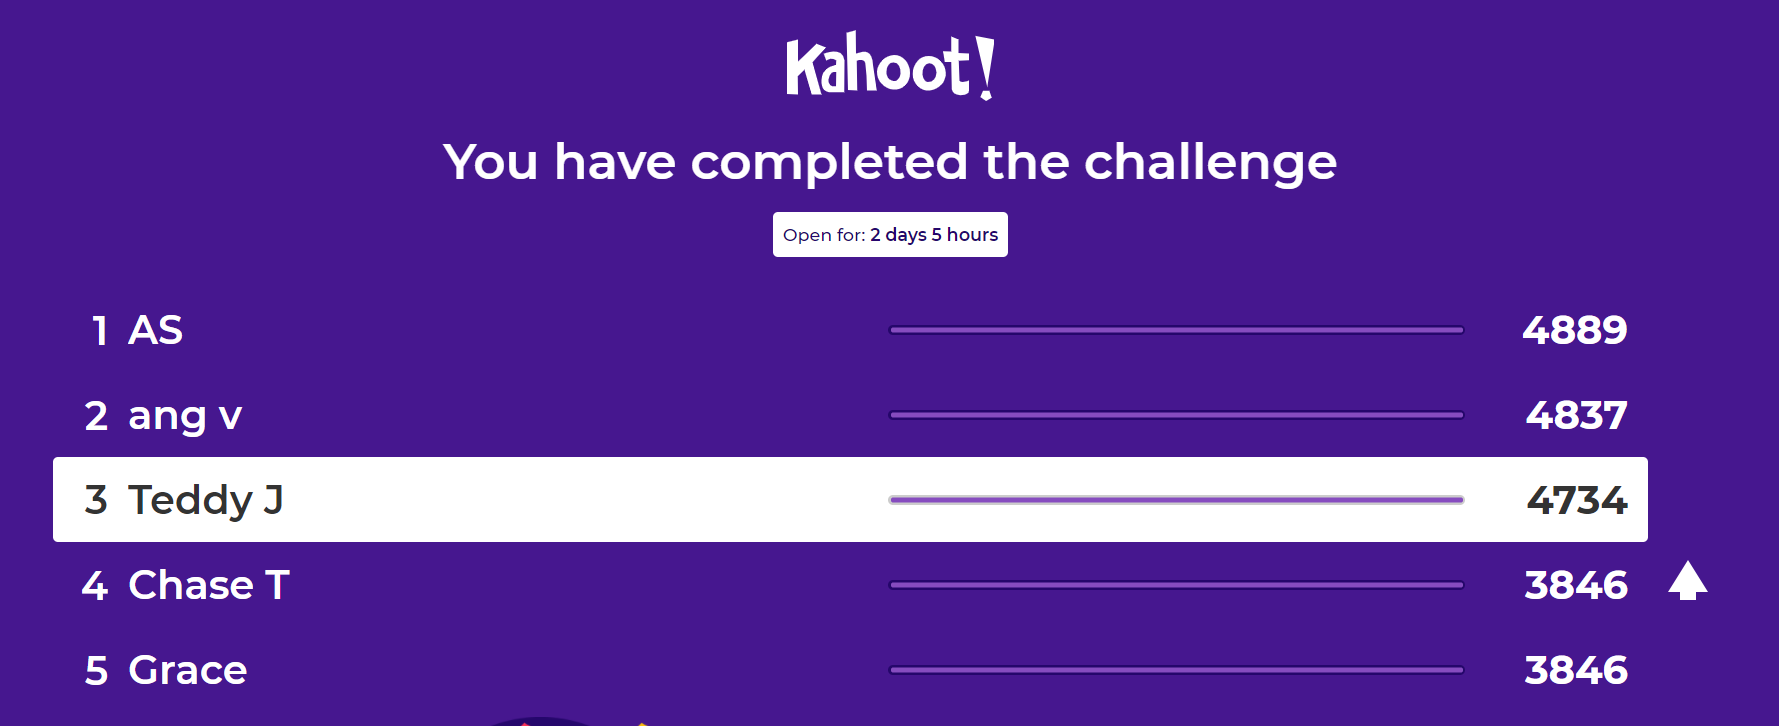 Kahoot!
You have completed the challenge
Open for: 2 days 5 hours
1 AS 4889
2 ang v 4837
3 Teddy J 4734
4 Chase T 3846
5 Grace 3846